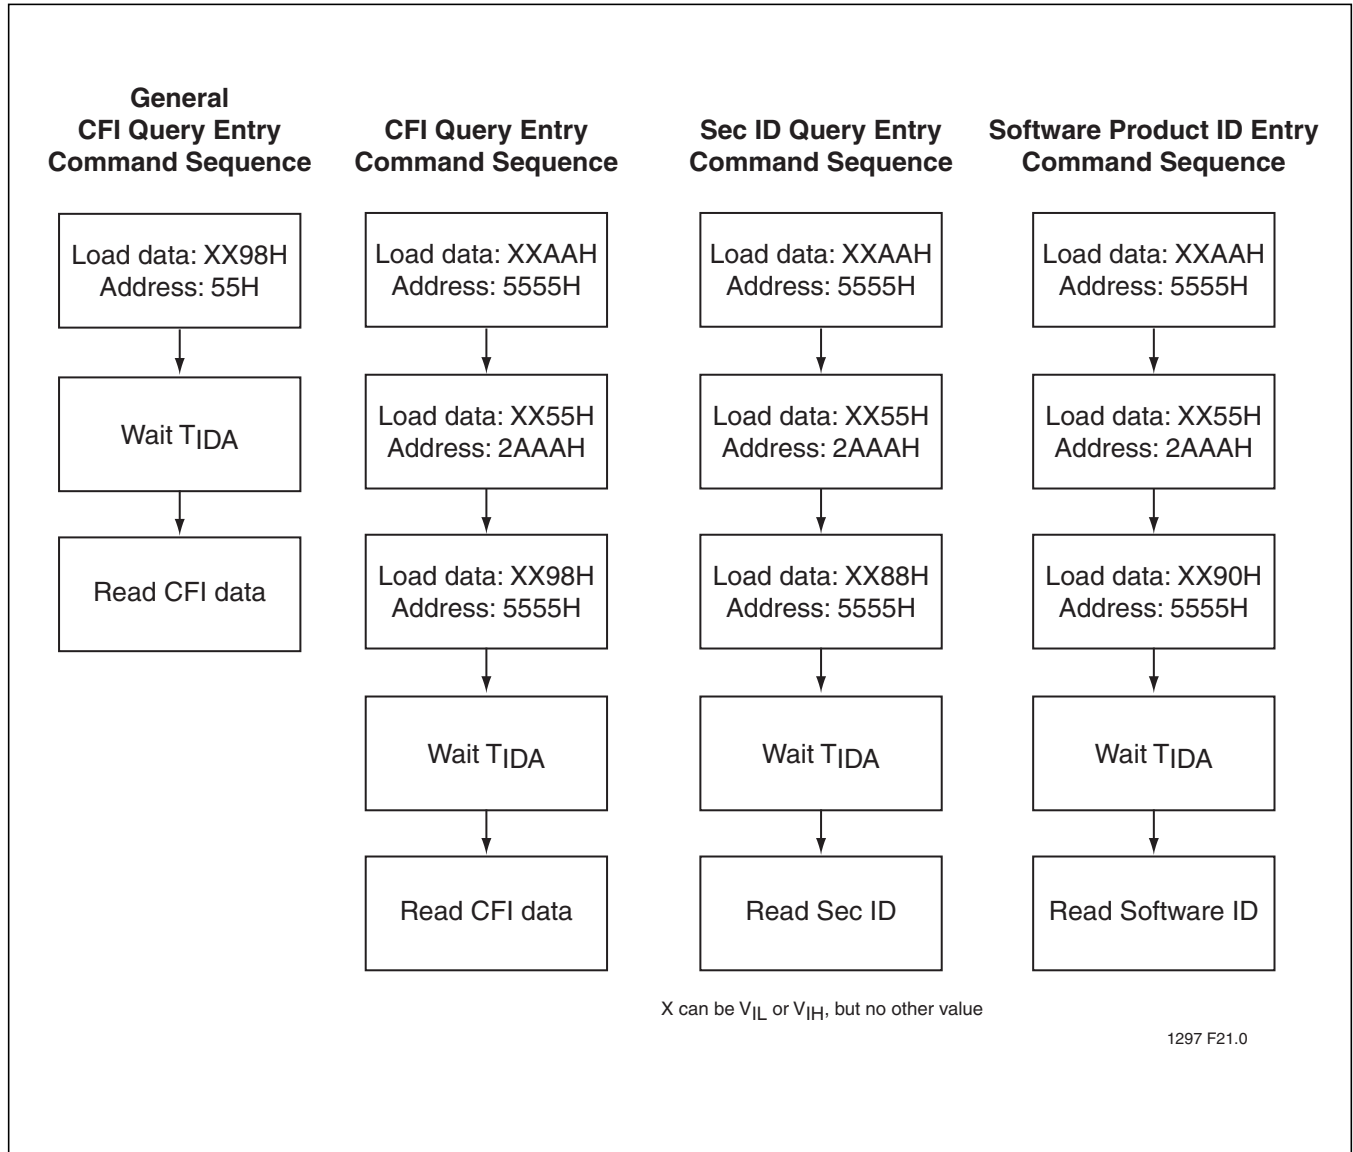 General
CFI Query Entry
Command Sequence
Load data: XX98H
Address: 55H
Wait TIDA
Read CFI data
CFI Query Entry
Command Sequence
Load data: XXAAH
Address: 5555H
Load data: XX55H
Address: 2AAAH
Load data: XX98H
Address: 5555H
Wait TIDA
Read CFI data
Sec ID Query Entry
Command Sequence
Load data: XXAAH
Address: 5555H
Load data: XX55H
Address: 2AAAH
Load data: XX88H
Address: 5555H
Wait TIDA
Read Sec ID
Software Product ID Entry
Command Sequence
Load data: XXAAH
Address: 5555H
Load data: XX55H
Address: 2AAAH
Load data: XX90H
Address: 5555H
Wait TIDA
Read Software ID
X can be VIL or VIH, but no other value
1297 F21.0